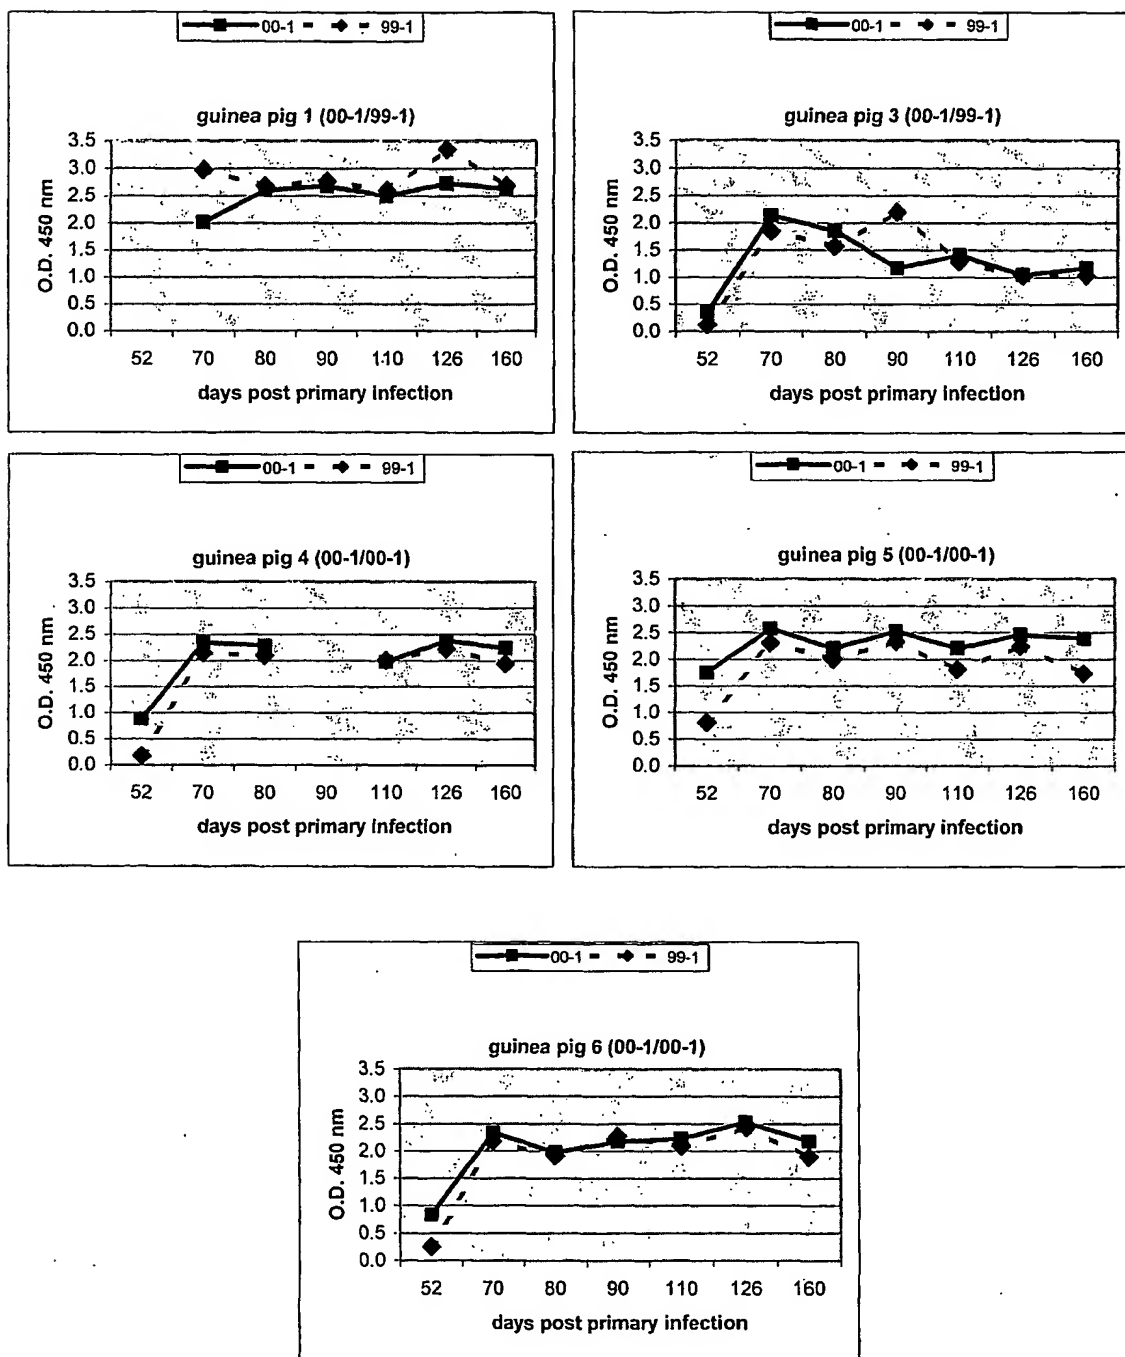 00-1 99-1
guinea pig 1 (00-1/99-1)
3.5
3.0
2.5
2.0
1.5
1.0
0.5
0.0
O.D. 450 nm
52 70 80 90 110 126 160
days post primary infection
00-1 99-1
guinea pig 3 (00-1/99-1)
3.5
3.0
2.5
2.0
1.5
1.0
0.5
0.0
O.D. 450 nm
52 70 80 90 110 126 160
days post primary infection
00-1 99-1
guinea pig 4 (00-1/00-1)
3.5
3.0
2.5
2.0
1.5
1.0
0.5
0.0
O.D. 450 nm
52 70 80 90 110 126 160
days post primary infection
00-1 99-1
guinea pig 5 (00-1/00-1)
3.5
3.0
2.5
2.0
1.5
1.0
0.5
0.0
O.D. 450 nm
52 70 80 90 110 126 160
days post primary infection
00-1 99-1
guinea pig 6 (00-1/00-1)
3.5
3.0
2.5
2.0
1.5
1.0
0.5
0.0
O.D. 450 nm
52 70 80 90 110 126 160
days post primary infection